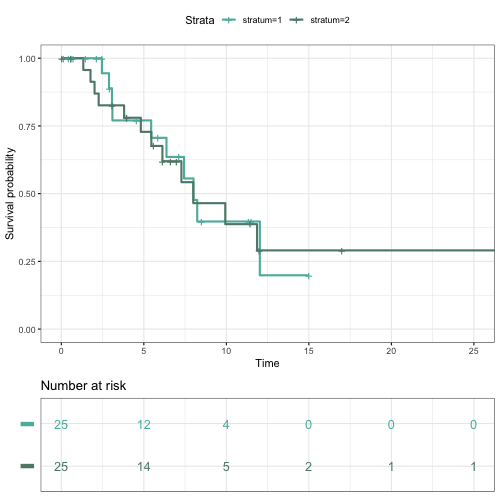 Strata stratum=1 stratum=2
1.00
0.75
0.50
0.25
0.00
Survival probability
0 5 10 15 20 25
Time
Number at risk
25 12 4 0 0 0
25 14 5 2 1 1